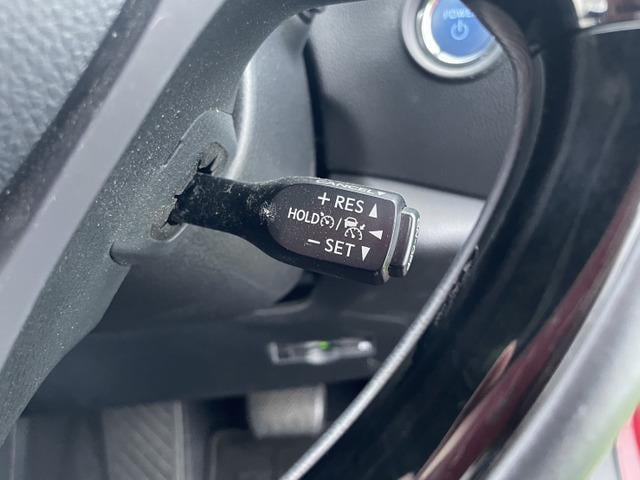 POWER
CANCEL
+ RES ▲
HOLD / ◀
− SET ▼